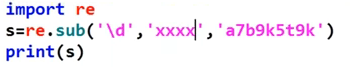 import re
s=re.sub('\d','xxxx','a7b9k5t9k')
print(s)